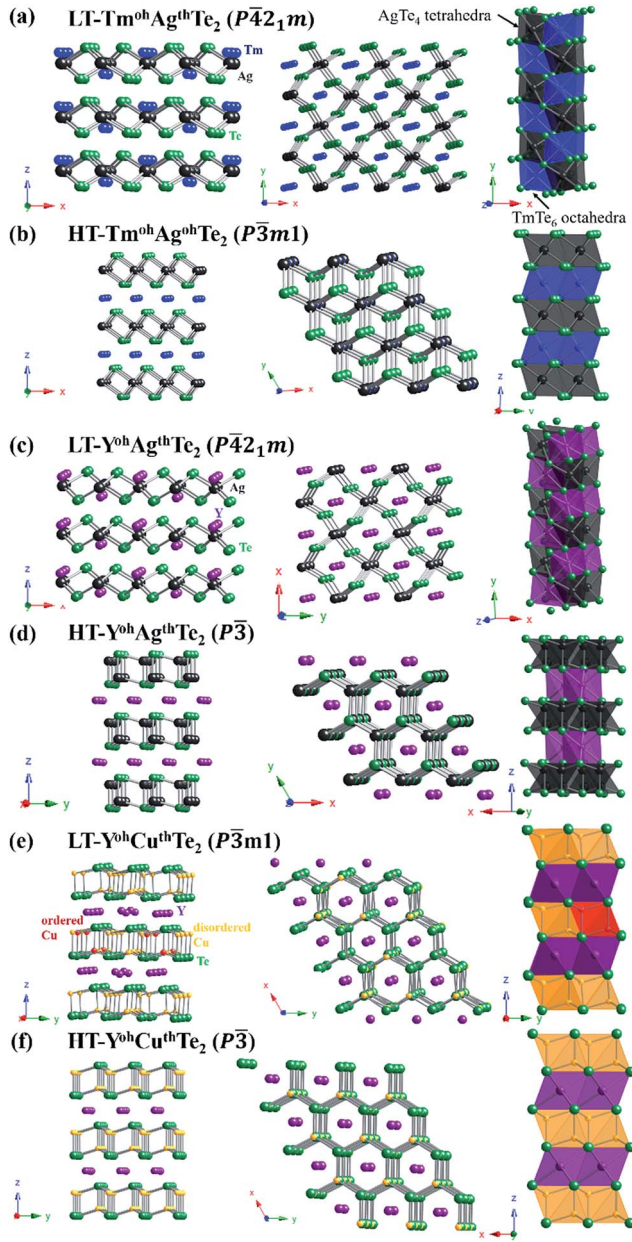 (a) LT-TmᵒʰAgᵗʰTe₂ (P4̅2₁m)
AgTe₄ tetrahedra
Tm
Ag
Te
z
x
y
x
z
x
TmTe₆ octahedra
(b) HT-TmᵒʰAgᵒʰTe₂ (P3̅m1)
z
x
y
x
z
y
(c) LT-YᵒʰAgᵗʰTe₂ (P4̅2₁m)
Ag
Y
Te
z
x
x
z
y
y
z
x
(d) HT-YᵒʰAgᵗʰTe₂ (P3̅)
z
x
y
y
z
x
z
x
y
(e) LT-YᵒʰCuᵗʰTe₂ (P3̅m1)
Y
ordered
Cu
disordered
Cu
Te
z
x
y
x
y
z
x
y
(f) HT-YᵒʰCuᵗʰTe₂ (P3̅)
z
x
y
x
y
z
x
y